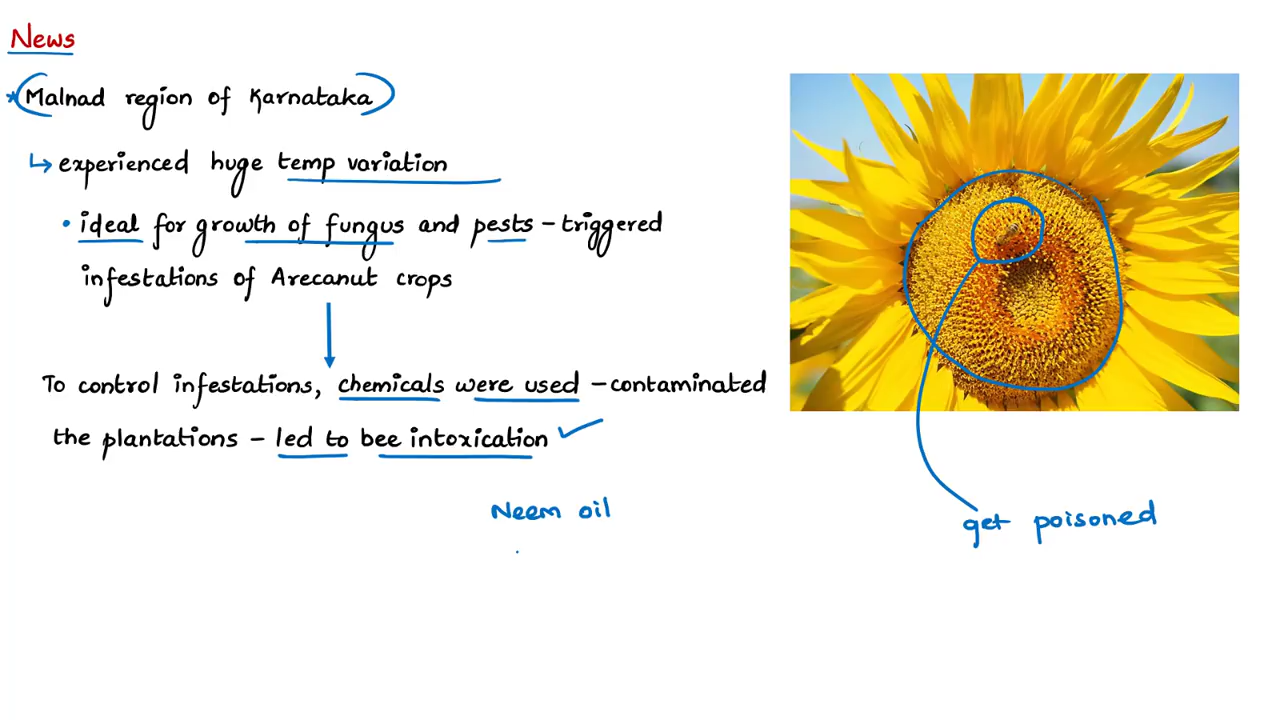 News
* Malnad region of Karnataka
↳ experienced huge temp variation
• ideal for growth of fungus and pests - triggered
infestations of Arecanut crops
To control infestations, chemicals were used - contaminated
the plantations - led to bee intoxication ✓
Neem oil
get poisoned